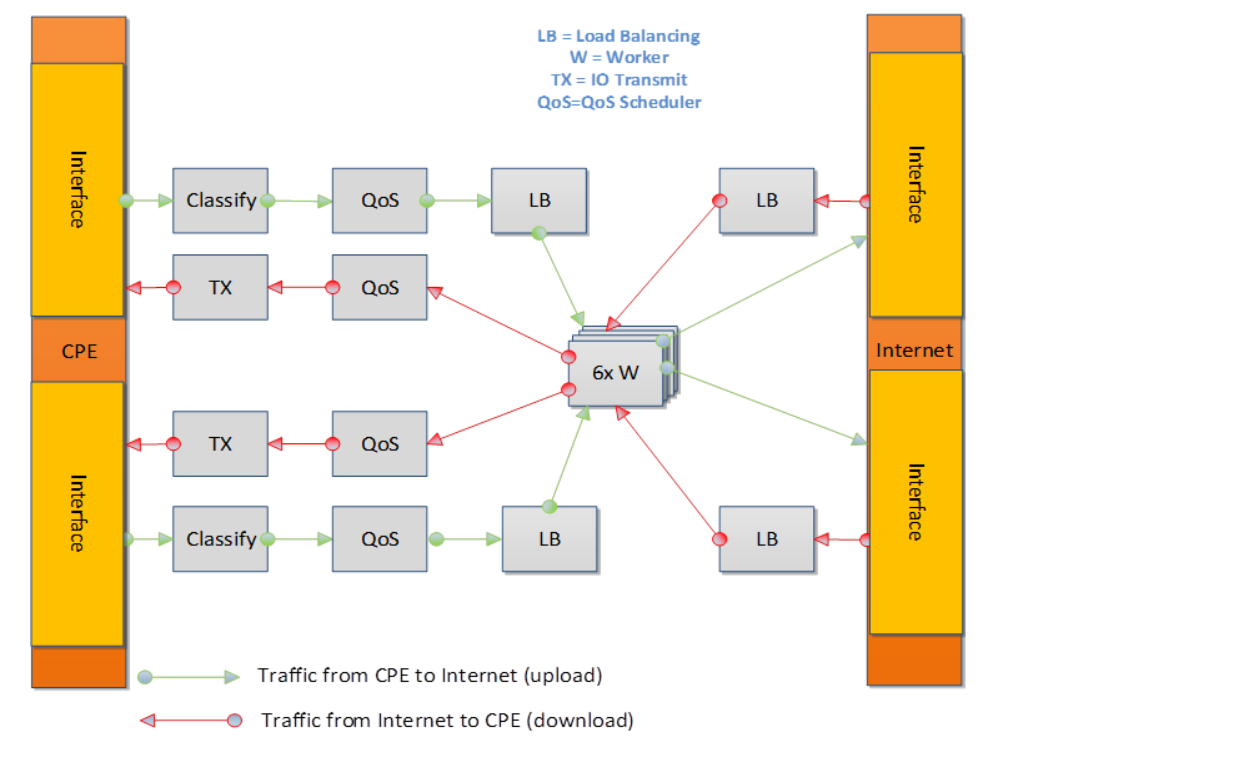 LB = Load Balancing
W = Worker
TX = IO Transmit
QoS=QoS Scheduler
Interface
Classify
QoS
LB
LB
Interface
TX
QoS
CPE
6x W
Internet
TX
QoS
Interface
Classify
QoS
LB
LB
Interface
Traffic from CPE to Internet (upload)
Traffic from Internet to CPE (download)